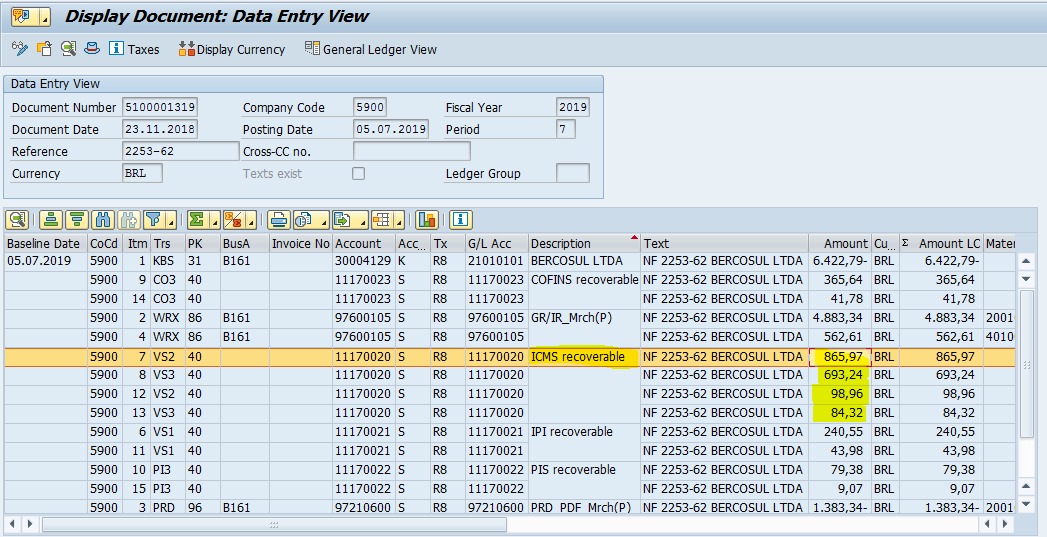 Display Document: Data Entry View
Taxes Display Currency General Ledger View
Data Entry View
Document Number 5100001319 Company Code 5900 Fiscal Year 2019
Document Date 23.11.2018 Posting Date 05.07.2019 Period 7
Reference 2253-62 Cross-CC no.
Currency BRL Texts exist Ledger Group
Baseline Date CoCd Itm Trs PK BusA Invoice No Account Acc... Tx G/L Acc Description Text Amount Cu... Σ Amount LC Mater
05.07.2019 5900 1 KBS 31 B161 30004129 K R8 21010101 BERCOSUL LTDA NF 2253-62 BERCOSUL LTDA 6.422,79- BRL 6.422,79-
5900 9 CO3 40 11170023 S R8 11170023 COFINS recoverable NF 2253-62 BERCOSUL LTDA 365,64 BRL 365,64
5900 14 CO3 40 11170023 S R8 11170023 NF 2253-62 BERCOSUL LTDA 41,78 BRL 41,78
5900 2 WRX 86 B161 97600105 S R8 97600105 GR/IR_Mrch(P) NF 2253-62 BERCOSUL LTDA 4.883,34 BRL 4.883,34 2001
5900 4 WRX 86 B161 97600105 S R8 97600105 NF 2253-62 BERCOSUL LTDA 562,61 BRL 562,61 4010
5900 7 VS2 40 11170020 S R8 11170020 ICMS recoverable NF 2253-62 BERCOSUL LTDA 865,97 BRL 865,97
5900 8 VS3 40 11170020 S R8 11170020 NF 2253-62 BERCOSUL LTDA 693,24 BRL 693,24
5900 12 VS2 40 11170020 S R8 11170020 NF 2253-62 BERCOSUL LTDA 98,96 BRL 98,96
5900 13 VS3 40 11170020 S R8 11170020 NF 2253-62 BERCOSUL LTDA 84,32 BRL 84,32
5900 6 VS1 40 11170021 S R8 11170021 IPI recoverable NF 2253-62 BERCOSUL LTDA 240,55 BRL 240,55
5900 11 VS1 40 11170021 S R8 11170021 NF 2253-62 BERCOSUL LTDA 43,98 BRL 43,98
5900 10 PI3 40 11170022 S R8 11170022 PIS recoverable NF 2253-62 BERCOSUL LTDA 79,38 BRL 79,38
5900 15 PI3 40 11170022 S R8 11170022 NF 2253-62 BERCOSUL LTDA 9,07 BRL 9,07
5900 3 PRD 96 B161 97210600 S R8 97210600 PRD_PDF_Mrch(P) NF 2253-62 BERCOSUL LTDA 1.383,34- BRL 1.383,34- 2001